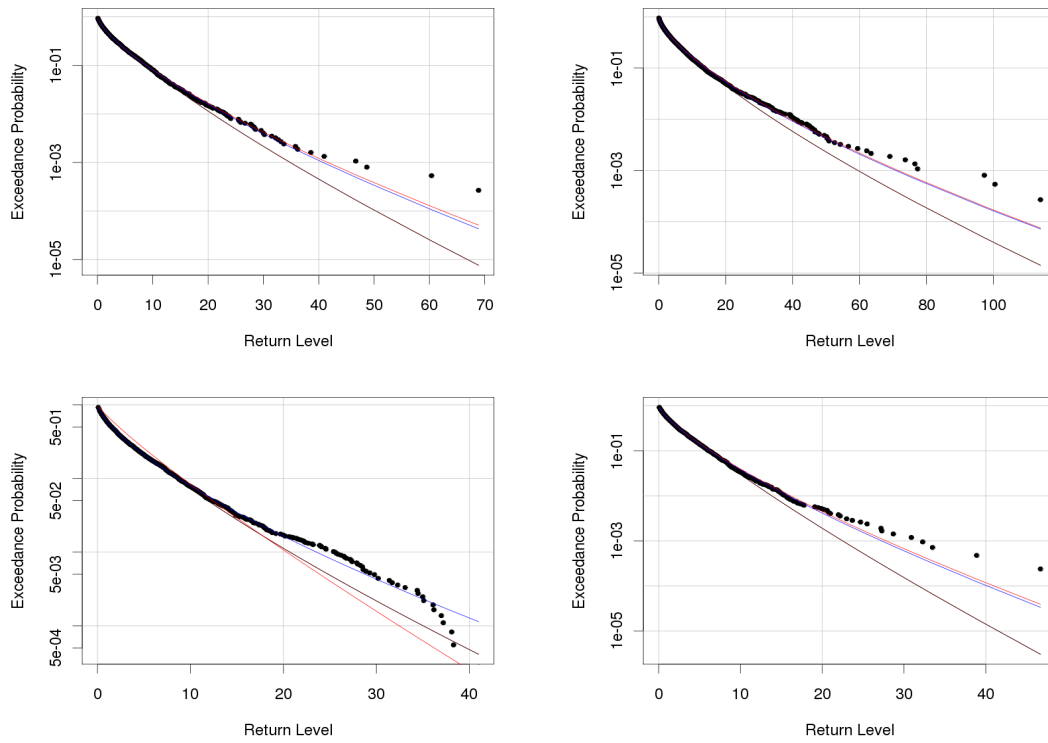 Exceedance Probability
1e-01
1e-03
1e-05
0 10 20 30 40 50 60 70
Return Level
Exceedance Probability
1e-01
1e-03
1e-05
0 20 40 60 80 100
Return Level
Exceedance Probability
5e-01
5e-02
5e-03
5e-04
0 10 20 30 40
Return Level
Exceedance Probability
1e-01
1e-03
1e-05
0 10 20 30 40
Return Level